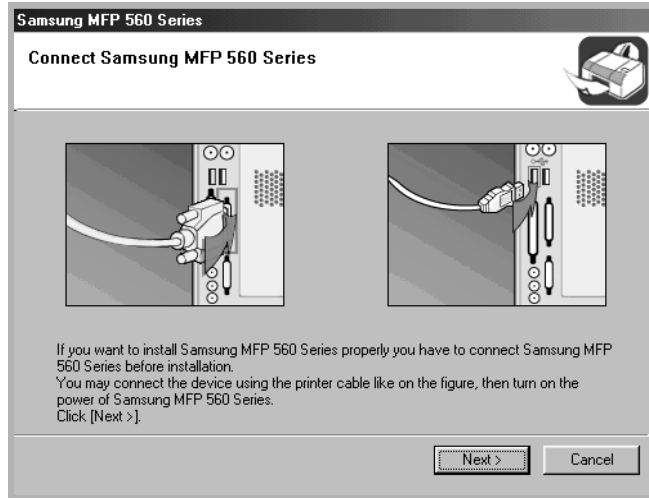 Samsung MFP 560 Series
Connect Samsung MFP 560 Series
If you want to install Samsung MFP 560 Series properly you have to connect Samsung MFP
560 Series before installation.
You may connect the device using the printer cable like on the figure, then turn on the
power of Samsung MFP 560 Series.
Click [Next >].
Next >
Cancel